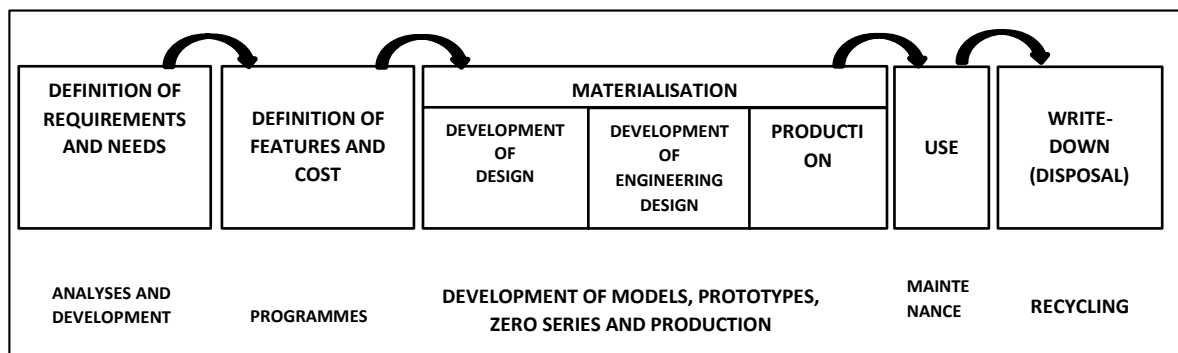 DEFINITION OF
REQUIREMENTS
AND NEEDS
DEFINITION OF
FEATURES AND
COST
MATERIALISATION
DEVELOPMENT
OF
DESIGN
DEVELOPMENT
OF
ENGINEERING
DESIGN
PRODUCTI
ON
USE
WRITE-
DOWN
(DISPOSAL)
ANALYSES AND
DEVELOPMENT
PROGRAMMES
DEVELOPMENT OF MODELS, PROTOTYPES,
ZERO SERIES AND PRODUCTION
MAINTE
NANCE
RECYCLING